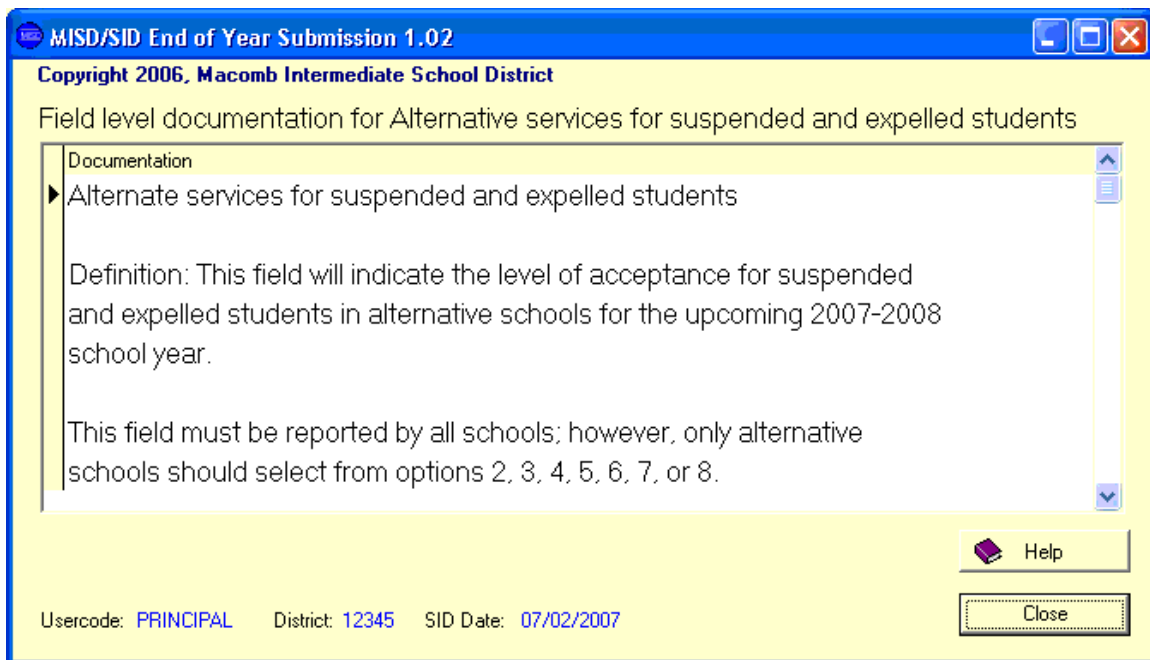 MISD/SID End of Year Submission 1.02
Copyright 2006, Macomb Intermediate School District
Field level documentation for Alternative services for suspended and expelled students
Documentation
Alternate services for suspended and expelled students
Definition: This field will indicate the level of acceptance for suspended
and expelled students in alternative schools for the upcoming 2007-2008
school year.
This field must be reported by all schools; however, only alternative
schools should select from options 2, 3, 4, 5, 6, 7, or 8.
Help
Usercode: PRINCIPAL District: 12345 SID Date: 07/02/2007
Close